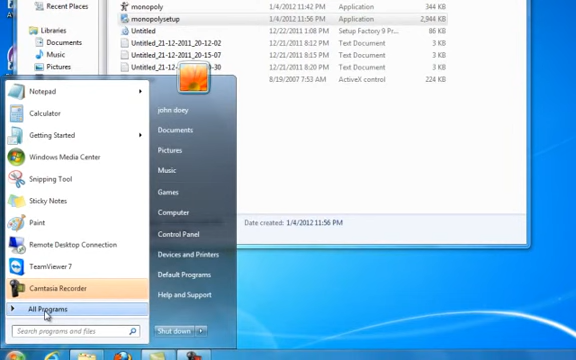 Recent Places
monopoly 1/4/2012 11:42 PM Application 344 KB
monopolysetup 1/4/2012 11:56 PM Application 2,944 KB
Libraries
Untitled 12/22/2011 1:08 PM Setup Factory 9 Pr... 86 KB
Documents
Untitled_21-12-2011_20-12-02 12/21/2011 8:12 PM Text Document 3 KB
Music
Untitled_21-12-2011_20-15-07 12/21/2011 8:15 PM Text Document 3 KB
Pictures
-30 12/21/2011 8:20 PM Text Document 3 KB
8/19/2007 7:53 AM ActiveX control 224 KB
Notepad
Calculator
Getting Started
Windows Media Center
Snipping Tool
Sticky Notes
Paint
Remote Desktop Connection
TeamViewer 7
Camtasia Recorder
All Programs
Search programs and files
john doey
Documents
Pictures
Music
Games
Computer
Control Panel
Devices and Printers
Default Programs
Help and Support
Shut down
Date created: 1/4/2012 11:56 PM